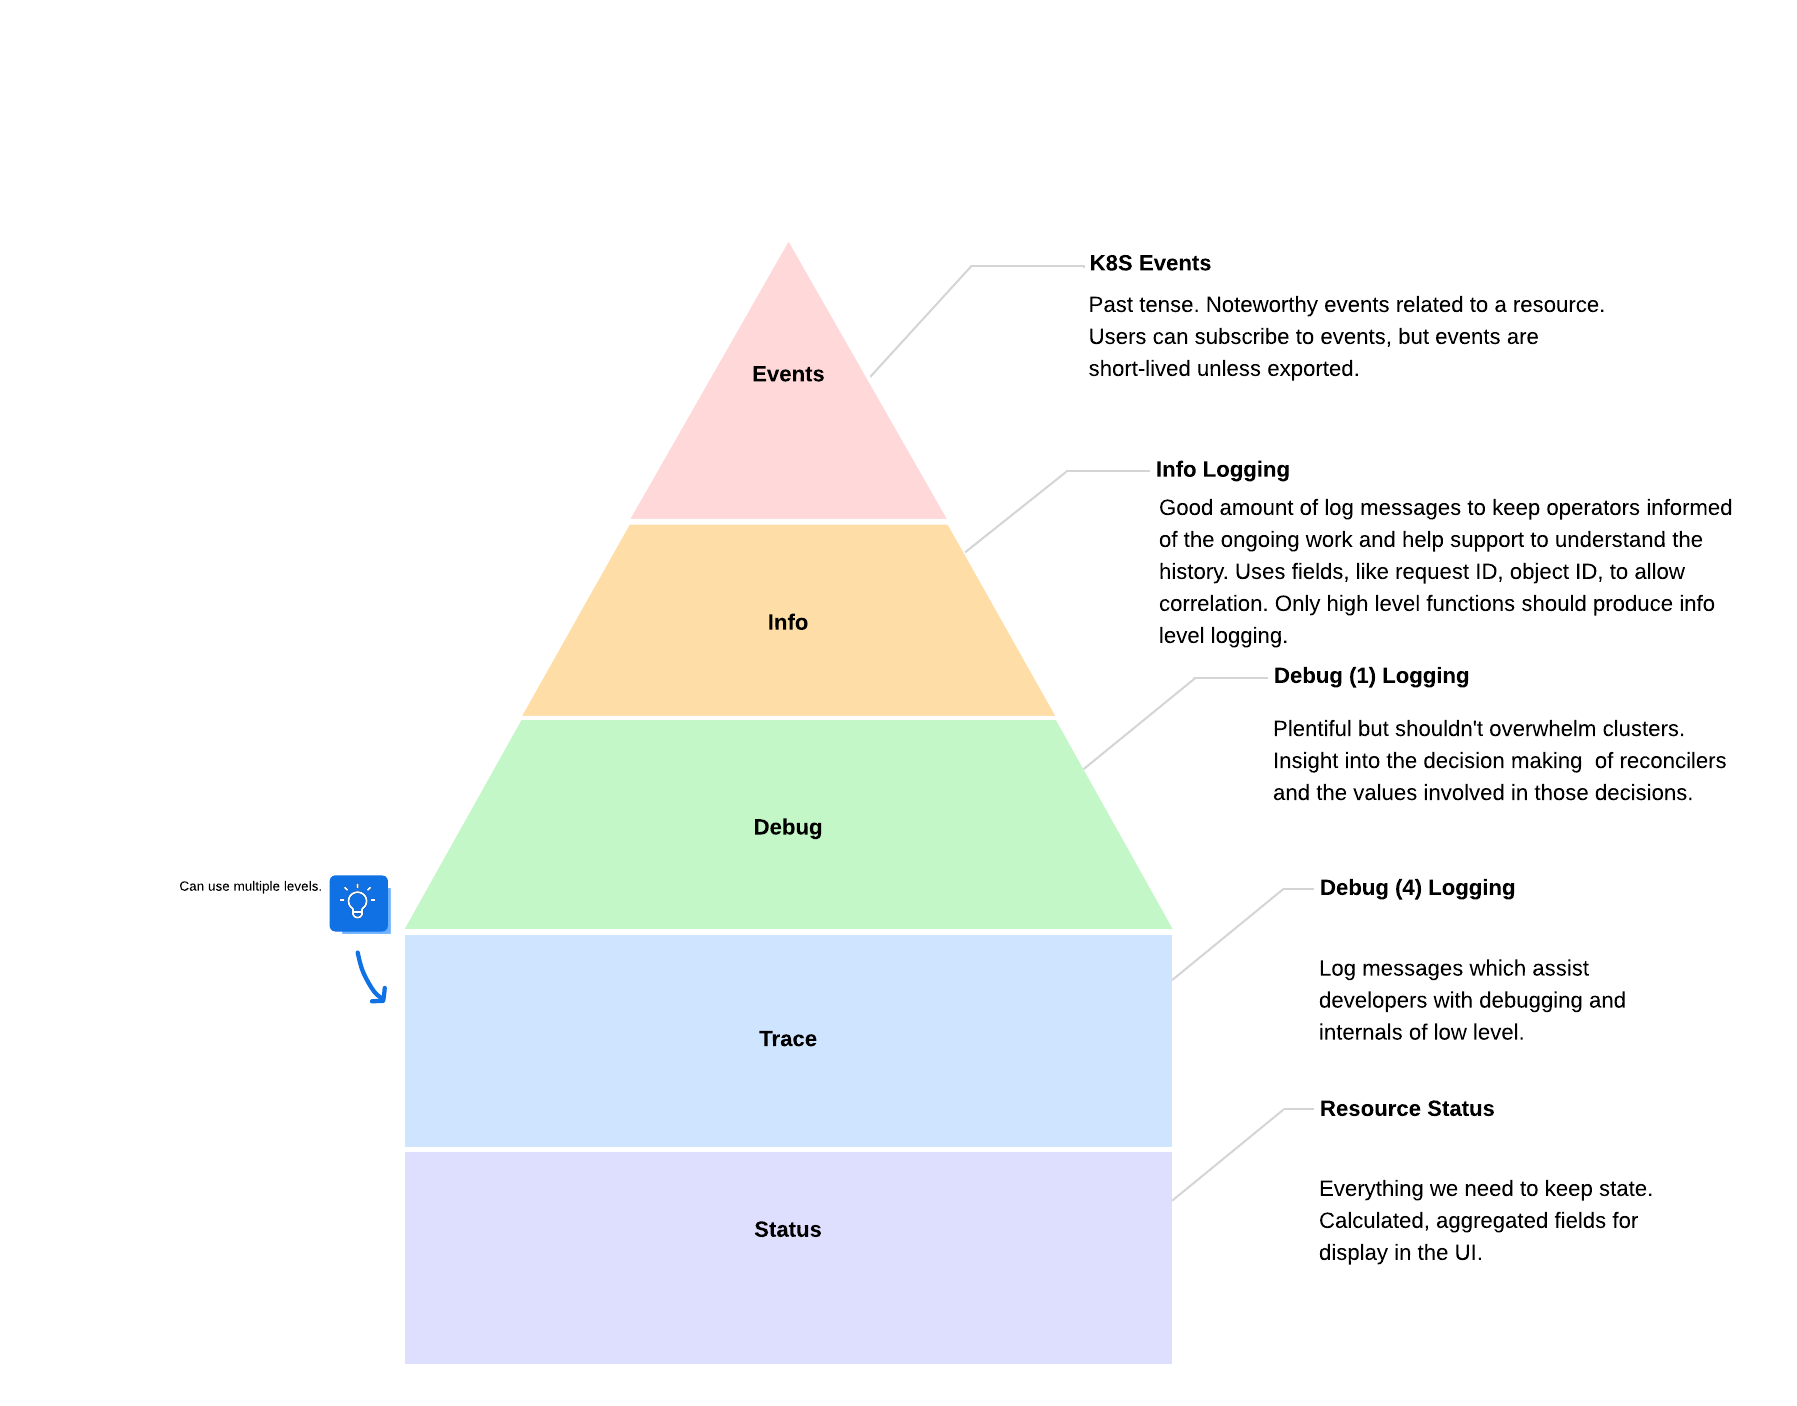 K8S Events
Past tense. Noteworthy events related to a resource.
Users can subscribe to events, but events are
short-lived unless exported.
Events
Info Logging
Good amount of log messages to keep operators informed
of the ongoing work and help support to understand the
history. Uses fields, like request ID, object ID, to allow
correlation. Only high level functions should produce info
level logging.
Info
Debug (1) Logging
Plentiful but shouldn't overwhelm clusters.
Insight into the decision making  of reconcilers
and the values involved in those decisions.
Debug
Can use multiple levels.
Debug (4) Logging
Log messages which assist
developers with debugging and
internals of low level.
Trace
Resource Status
Everything we need to keep state.
Calculated, aggregated fields for
display in the UI.
Status